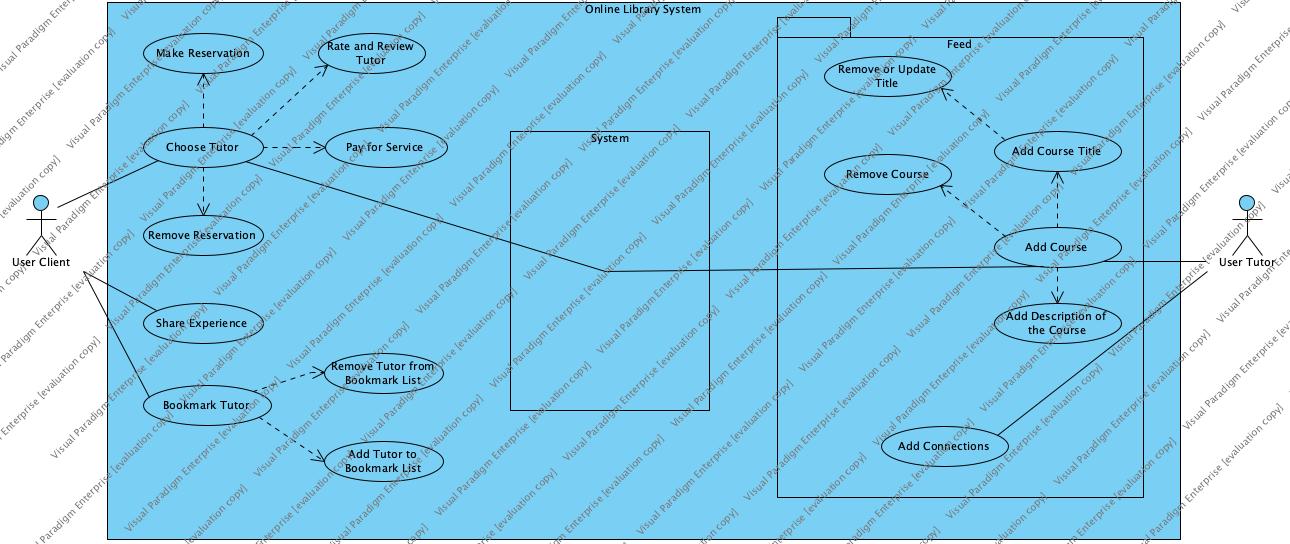 Online Library System
Make Reservation
Rate and Review
Tutor
Feed
Remove or Update
Title
Choose Tutor
Pay for Service
System
Add Course Title
Remove Course
Remove Reservation
Add Course
User Client
User Tutor
Share Experience
Add Description of
the Course
Remove Tutor from
Bookmark List
Bookmark Tutor
Add Connections
Add Tutor to
Bookmark List
Visual Paradigm Enterprise [evaluation copy]